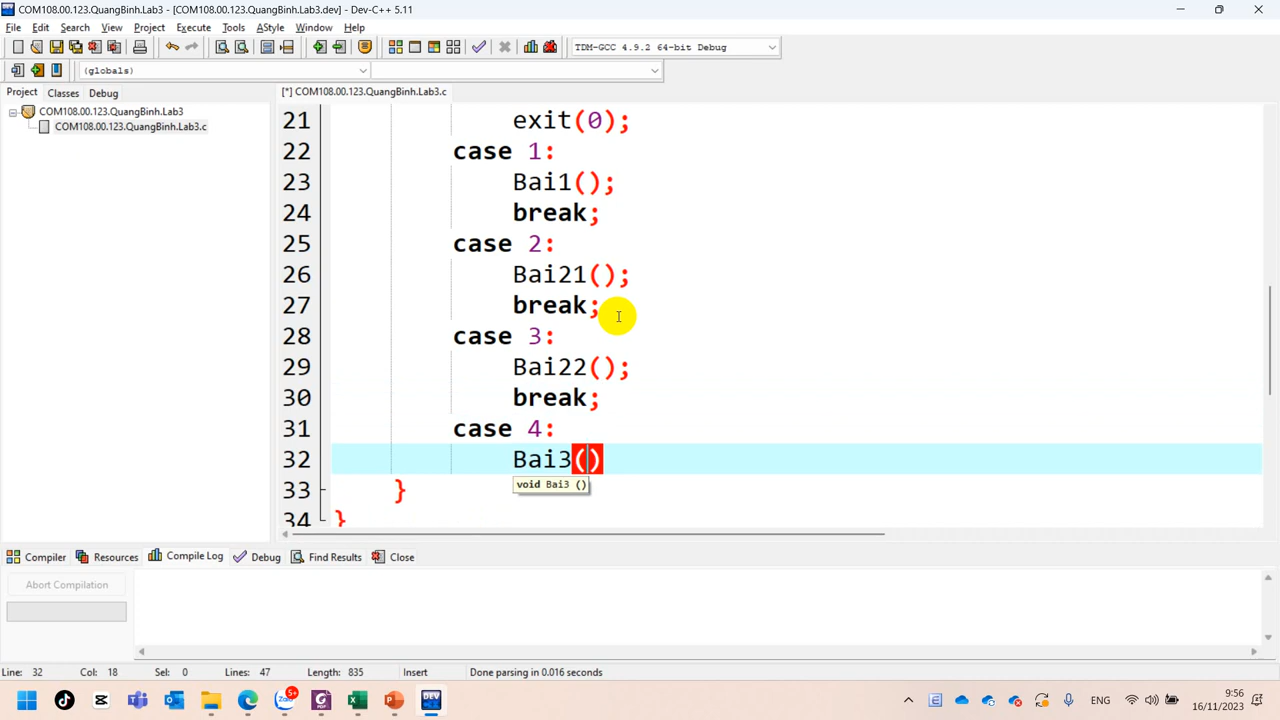 COM108.00.123.QuangBinh.Lab3 - [COM108.00.123.QuangBinh.Lab3.dev] - Dev-C++ 5.11
File Edit Search View Project Execute Tools AStyle Window Help
TDM-GCC 4.9.2 64-bit Debug
(globals)
Project Classes Debug
[*] COM108.00.123.QuangBinh.Lab3.c
COM108.00.123.QuangBinh.Lab3
COM108.00.123.QuangBinh.Lab3.c
21 exit(0);
22 case 1:
23 Bai1();
24 break;
25 case 2:
26 Bai21();
27 break;
28 case 3:
29 Bai22();
30 break;
31 case 4:
32 Bai3()
void Bai3 ()
33 }
34 }
Compiler Resources Compile Log Debug Find Results Close
Abort Compilation
Line: 32 Col: 18 Sel: 0 Lines: 47 Length: 835 Insert Done parsing in 0.016 seconds
5+
DEV
ENG
9:56
16/11/2023